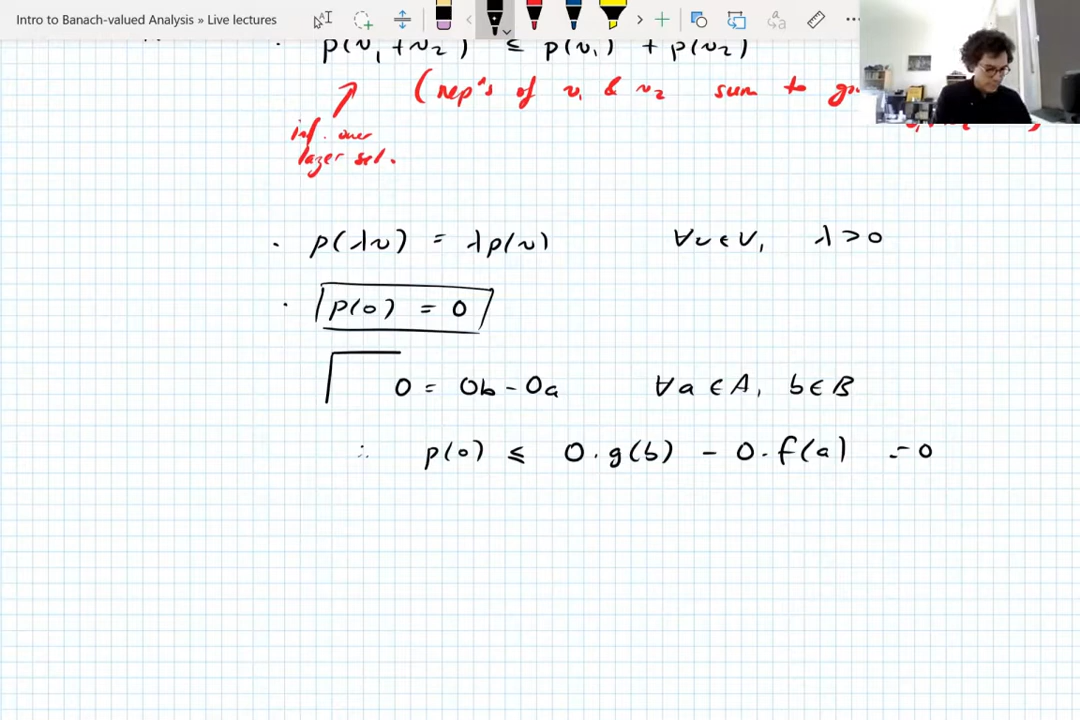 Intro to Banach-valued Analysis » Live lectures
· p(v₁ + v₂) ≤ p(v₁) + p(v₂)
(rep's of v₁ & v₂ sum to
inf. over
lager set.
· p(λv) = λp(v) ∀v∈V, λ>0
· p(0) = 0
0 = 0b - 0a ∀a∈A, b∈B
∴ p(0) ≤ 0·g(b) - 0·f(a) = 0